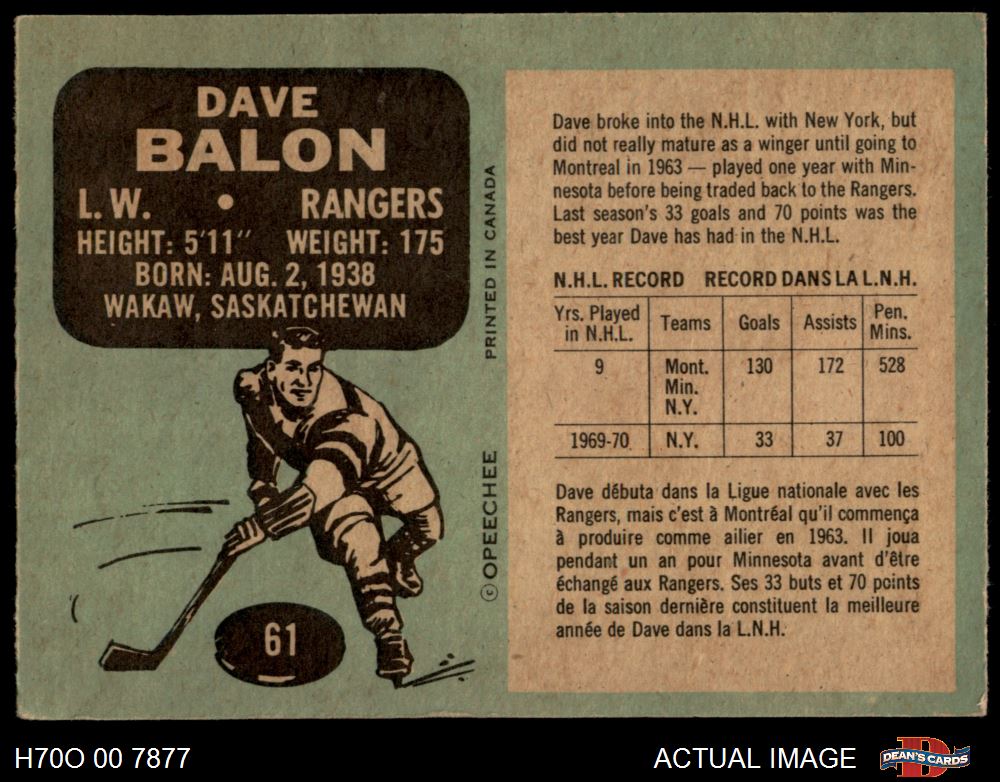 DAVE
BALON
L. W. • RANGERS
HEIGHT: 5'11" WEIGHT: 175
BORN: AUG. 2, 1938
WAKAW, SASKATCHEWAN
61
© OPEECHEE PRINTED IN CANADA
Dave broke into the N.H.L. with New York, but
did not really mature as a winger until going to
Montreal in 1963 — played one year with Min-
nesota before being traded back to the Rangers.
Last season's 33 goals and 70 points was the
best year Dave has had in the N.H.L.
N.H.L. RECORD RECORD DANS LA L.N.H.
Yrs. Played
in N.H.L. Teams Goals Assists Pen.
Mins.
9 Mont. 130 172 528
Min.
N.Y.
1969-70 N.Y. 33 37 100
Dave débuta dans la Ligue nationale avec les
Rangers, mais c'est à Montréal qu'il commença
à produire comme ailier en 1963. Il joua
pendant un an pour Minnesota avant d'être
échangé aux Rangers. Ses 33 buts et 70 points
de la saison dernière constituent la meilleure
année de Dave dans la L.N.H.
H70O 00 7877
ACTUAL IMAGE
DEAN'S CARDS